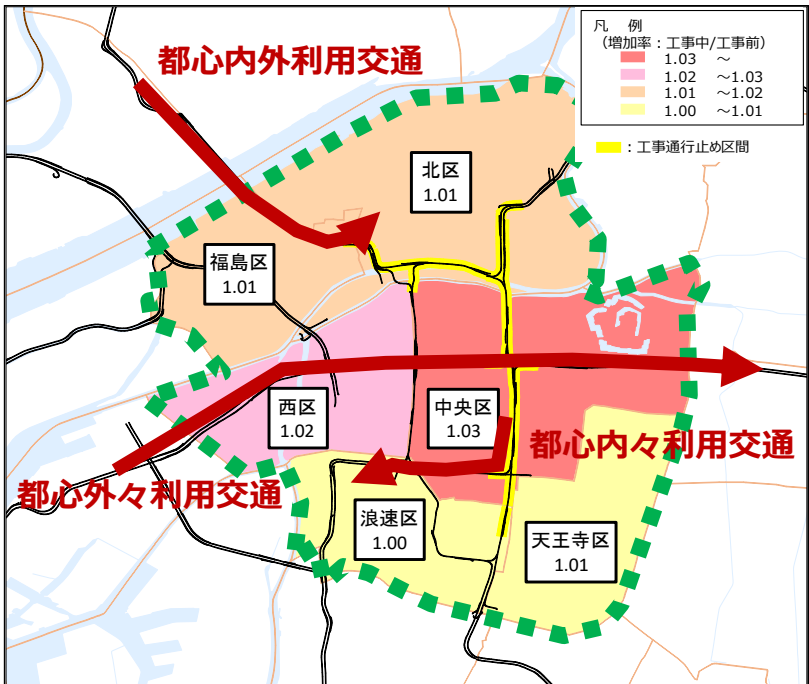 凡 例
(増加率:工事中/工事前)
1.03 ~
1.02 ~1.03
1.01 ~1.02
1.00 ~1.01
:工事通行止め区間
都心内外利用交通
北区
1.01
福島区
1.01
西区
1.02
中央区
1.03
都心内々利用交通
都心外々利用交通
浪速区
1.00
天王寺区
1.01